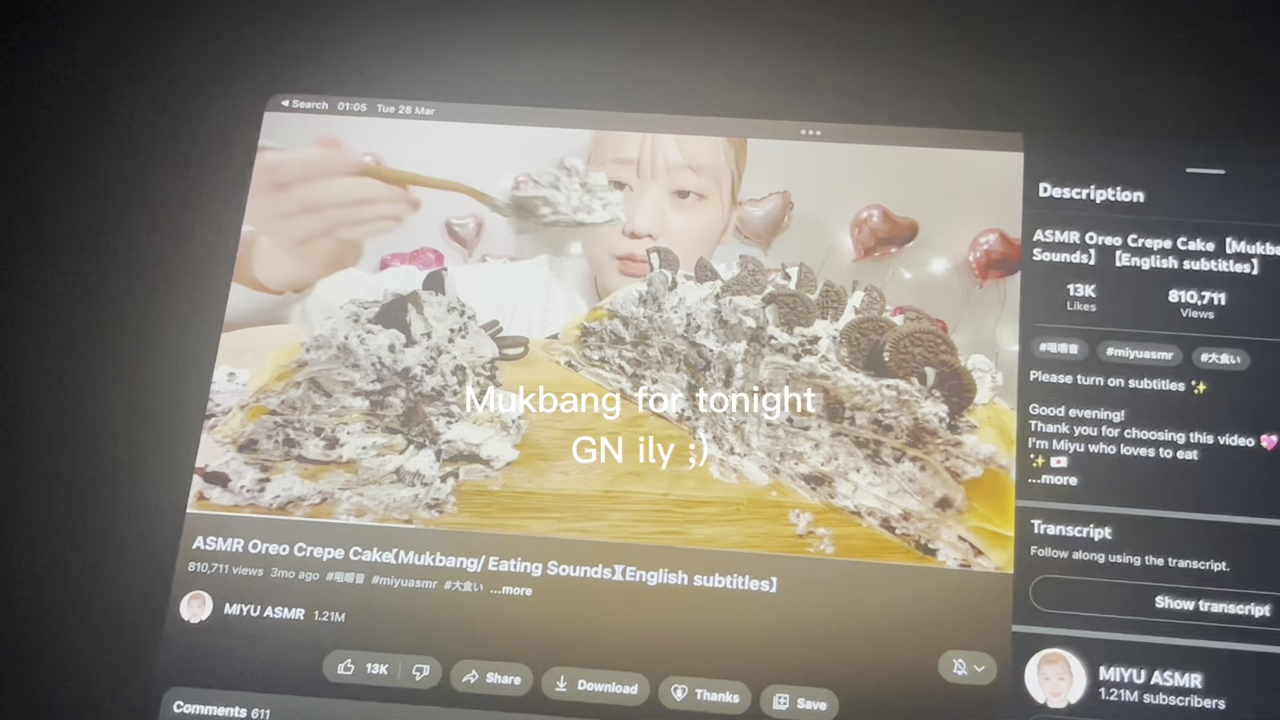 Search 01:05 Tue 28 Mar
Mukbang for tonight
GN ily ;)
ASMR Oreo Crepe Cake【Mukbang/ Eating Sounds】【English subtitles】
810,711 views 3mo ago #咀嚼音 #miyuasmr #大食い ...more
MIYU ASMR 1.21M
13K Share Download Thanks Save
Comments 611
Description
ASMR Oreo Crepe Cake【Mukba
Sounds】【English subtitles】
13K 810,711
Likes Views
#咀嚼音 #miyuasmr #大食い
Please turn on subtitles ✨
Good evening!
Thank you for choosing this video 💖
I'm Miyu who loves to eat
✨ 🇯🇵
...more
Transcript
Follow along using the transcript.
Show transcript
MIYU ASMR
1.21M subscribers